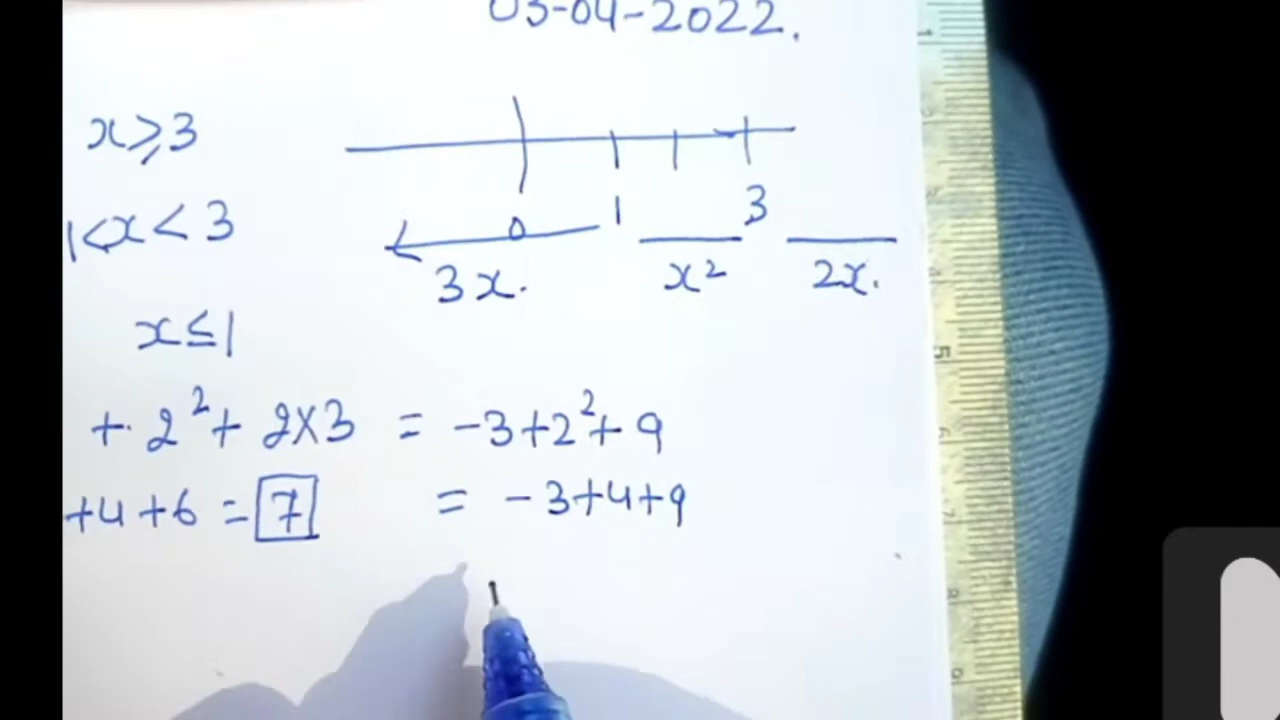 03-04-2022.
x ≥ 3
1 < x < 3
0 1 3
3x. x² 2x.
x ≤ 1
+ 2² + 2×3 = -3+2²+9
+4+6 = 7 = -3+4+9